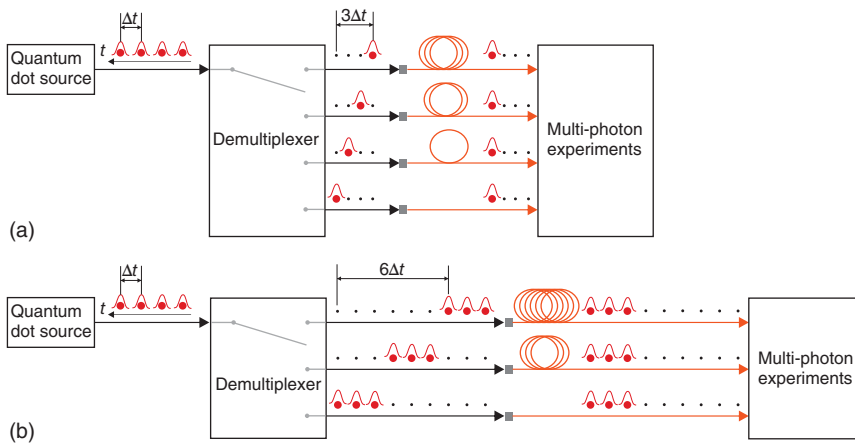 Δt
3Δt
Quantum
dot source
t
Demultiplexer
Multi-photon
experiments
(a)
Δt
6Δt
Quantum
dot source
t
Demultiplexer
Multi-photon
experiments
(b)